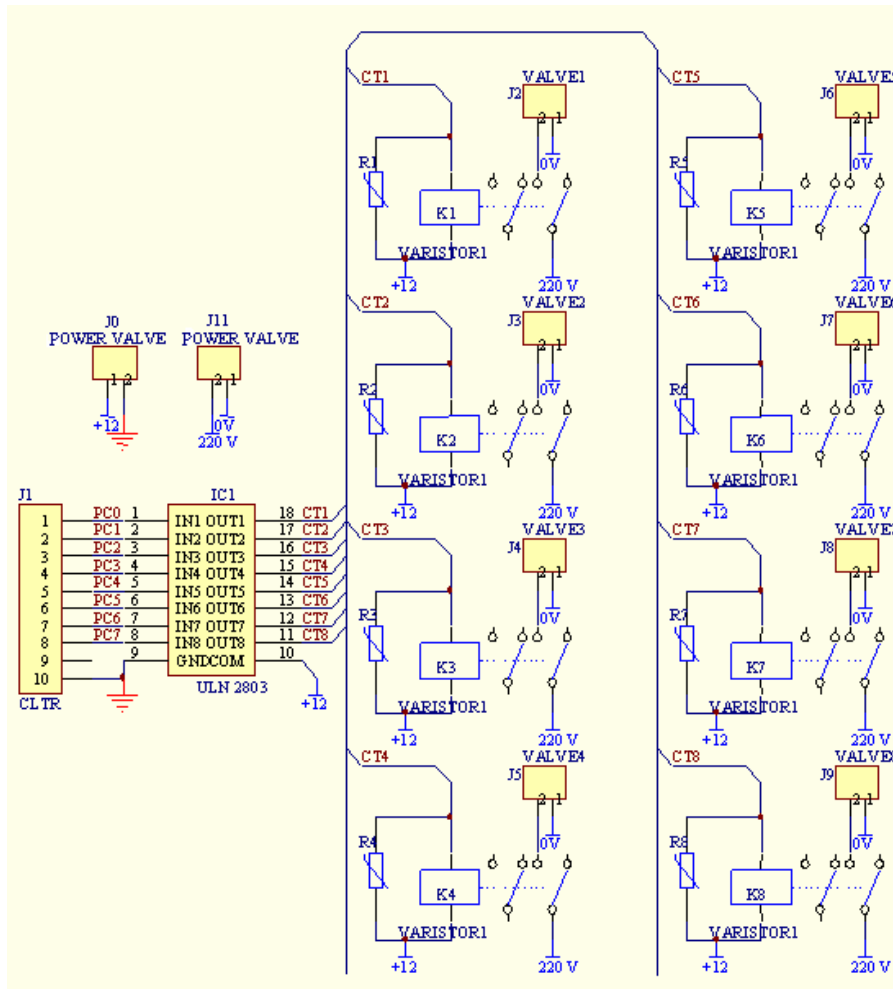 CT1
VALVE1
J2
2 1
0V
R1
K1
VARISTOR1
+12
220 V
CT5
VALVE
J6
2 1
0V
R5
K5
VARISTOR1
+12
220 V
CT2
VALVE2
J3
2 1
0V
R2
K2
VARISTOR1
+12
220 V
CT6
VALVE
J7
2 1
0V
R6
K6
VARISTOR1
+12
220 V
J0
POWER VALVE
1 2
+12
J11
POWER VALVE
2 1
0V
220 V
J1
IC1
1 PC0 1 IN1 OUT1 18 CT1
2 PC1 2 IN2 OUT2 17 CT2
3 PC2 3 IN3 OUT3 16 CT3
4 PC3 4 IN4 OUT4 15 CT4
5 PC4 5 IN5 OUT5 14 CT5
6 PC5 6 IN6 OUT6 13 CT6
7 PC6 7 IN7 OUT7 12 CT7
8 PC7 8 IN8 OUT8 11 CT8
9 9 GNDCOM 10
10
CLTR
ULN 2803
+12
CT3
VALVE3
J4
2 1
0V
R3
K3
VARISTOR1
+12
220 V
CT7
VALVE
J8
2 1
0V
R7
K7
VARISTOR1
+12
220 V
CT4
VALVE4
J5
2 1
0V
R4
K4
VARISTOR1
+12
220 V
CT8
VALVE
J9
2 1
0V
R8
K8
VARISTOR1
+12
220 V